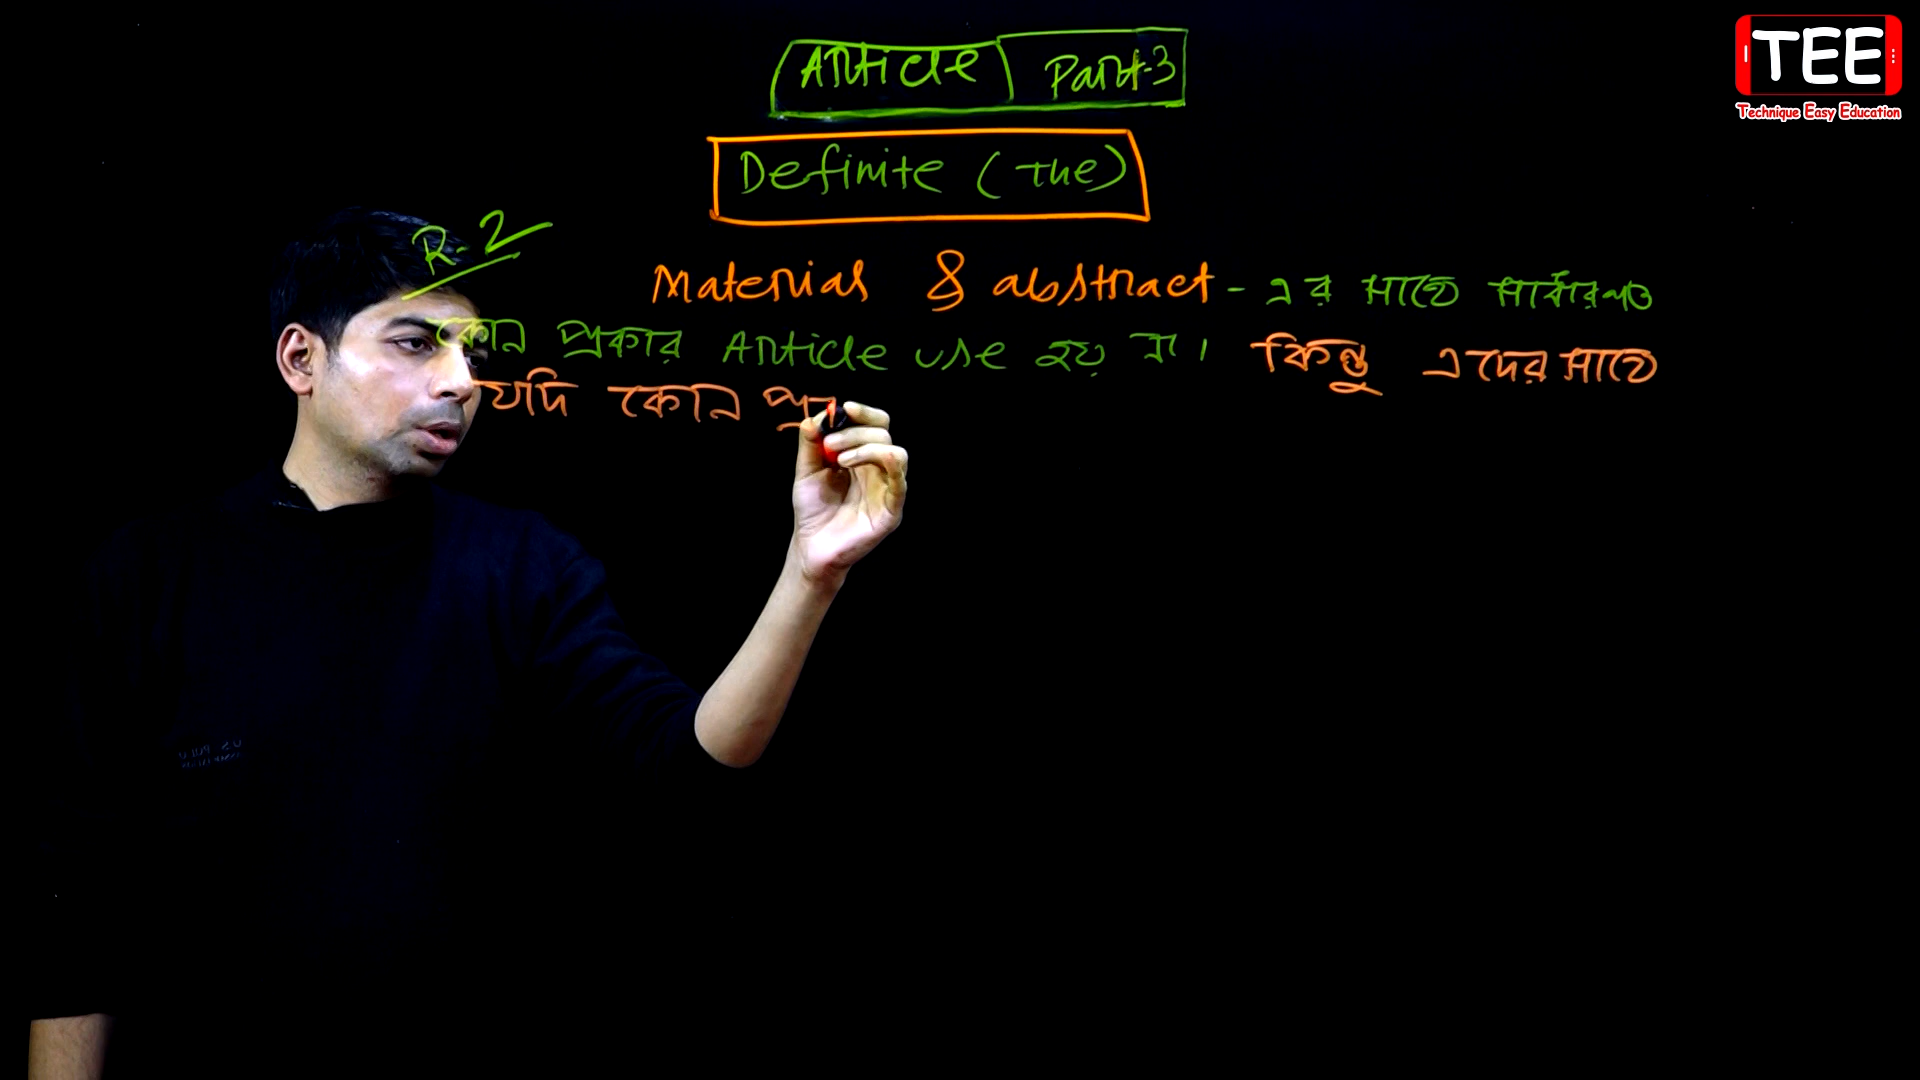 Article Part-3
TEE
Technique Easy Education
Definite (The)
R-2
Material & abstract - এর সাথে সাধারণত
কোন প্রকার Article use হয় না। কিন্তু এদের সাথে
যদি কোন